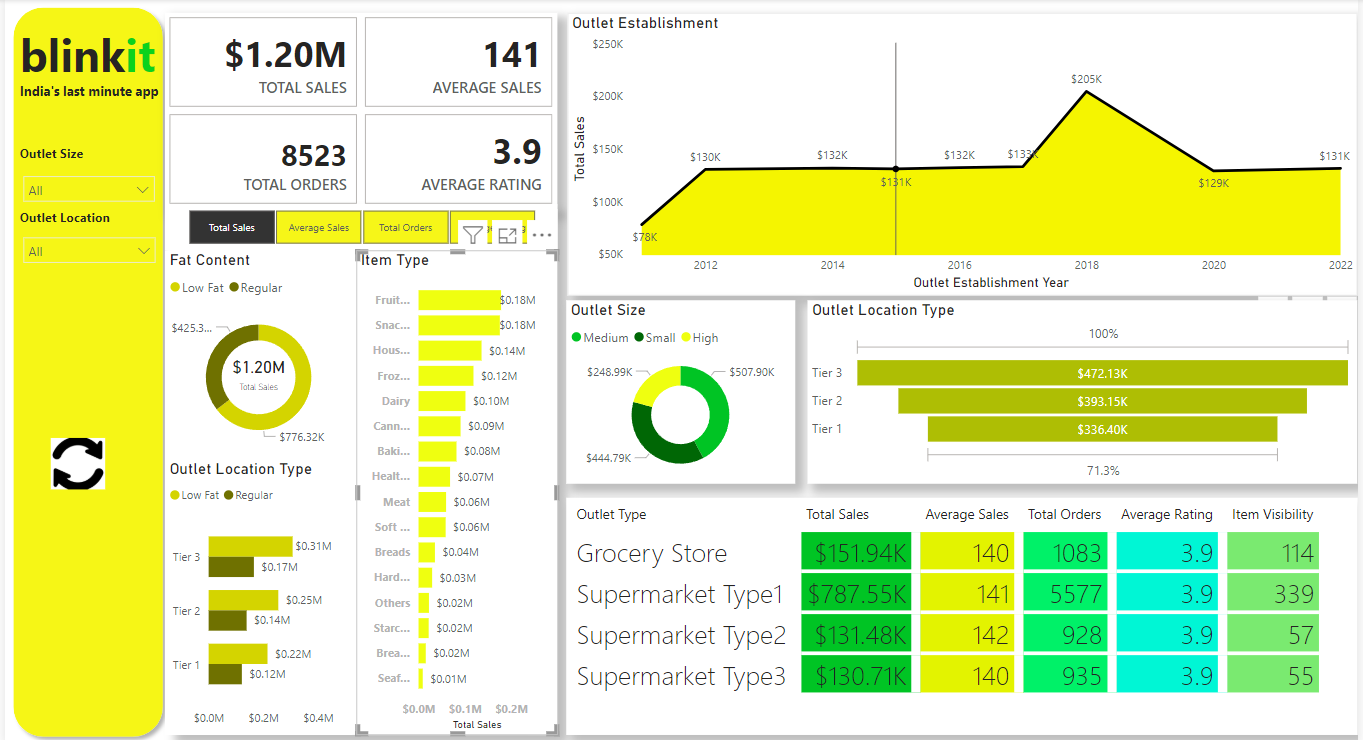 blinkit
India's last minute app
Outlet Size
All
Outlet Location
All
$1.20M
TOTAL SALES
141
AVERAGE SALES
8523
TOTAL ORDERS
3.9
AVERAGE RATING
Total Sales
Average Sales
Total Orders
Fat Content
Low Fat
Regular
$425.3...
$1.20M
Total Sales
$776.32K
Outlet Location Type
Low Fat
Regular
Tier 3
$0.31M
$0.17M
Tier 2
$0.25M
$0.14M
Tier 1
$0.22M
$0.12M
$0.0M $0.2M $0.4M
Item Type
Fruit... $0.18M
Snac... $0.18M
Hous... $0.14M
Froz... $0.12M
Dairy $0.10M
Cann... $0.09M
Baki... $0.08M
Healt... $0.07M
Meat $0.06M
Soft ... $0.06M
Breads $0.04M
Hard... $0.03M
Others $0.02M
Starc... $0.02M
Brea... $0.02M
Seaf... $0.01M
$0.0M $0.1M $0.2M
Total Sales
Outlet Establishment
Total Sales
$250K
$200K
$150K
$100K
$50K
$78K
$130K
$132K
$131K
$132K
$133K
$205K
$129K
$131K
2012 2014 2016 2018 2020 2022
Outlet Establishment Year
Outlet Size
Medium Small High
$248.99K
$507.90K
$444.79K
Outlet Location Type
100%
Tier 3 $472.13K
Tier 2 $393.15K
Tier 1 $336.40K
71.3%
Outlet Type Total Sales Average Sales Total Orders Average Rating Item Visibility
Grocery Store $151.94K 140 1083 3.9 114
Supermarket Type1 $787.55K 141 5577 3.9 339
Supermarket Type2 $131.48K 142 928 3.9 57
Supermarket Type3 $130.71K 140 935 3.9 55